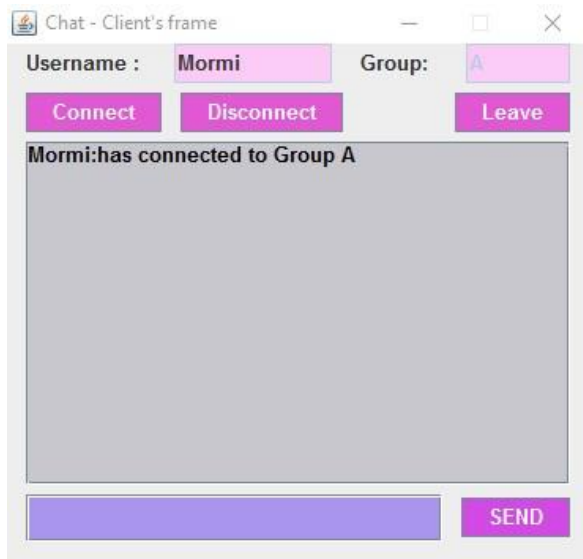 Chat - Client's frame
Username : Mormi Group: A
Connect Disconnect Leave
Mormi:has connected to Group A
SEND